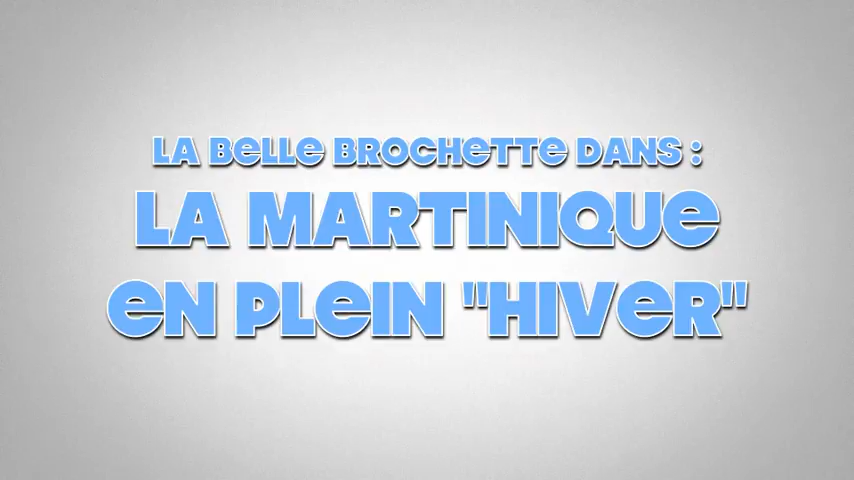 LA BELLE BROCHETTE DANS :
LA MARTINIQUE
EN PLEIN "HIVER"